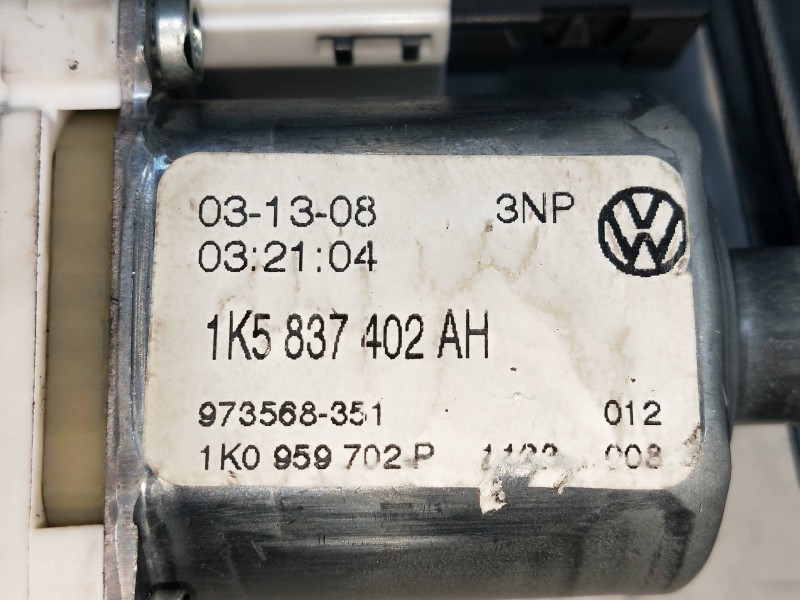 03-13-08 3NP
03:21:04
1K5 837 402 AH
973568-351 012
1K0 959 702 P 008